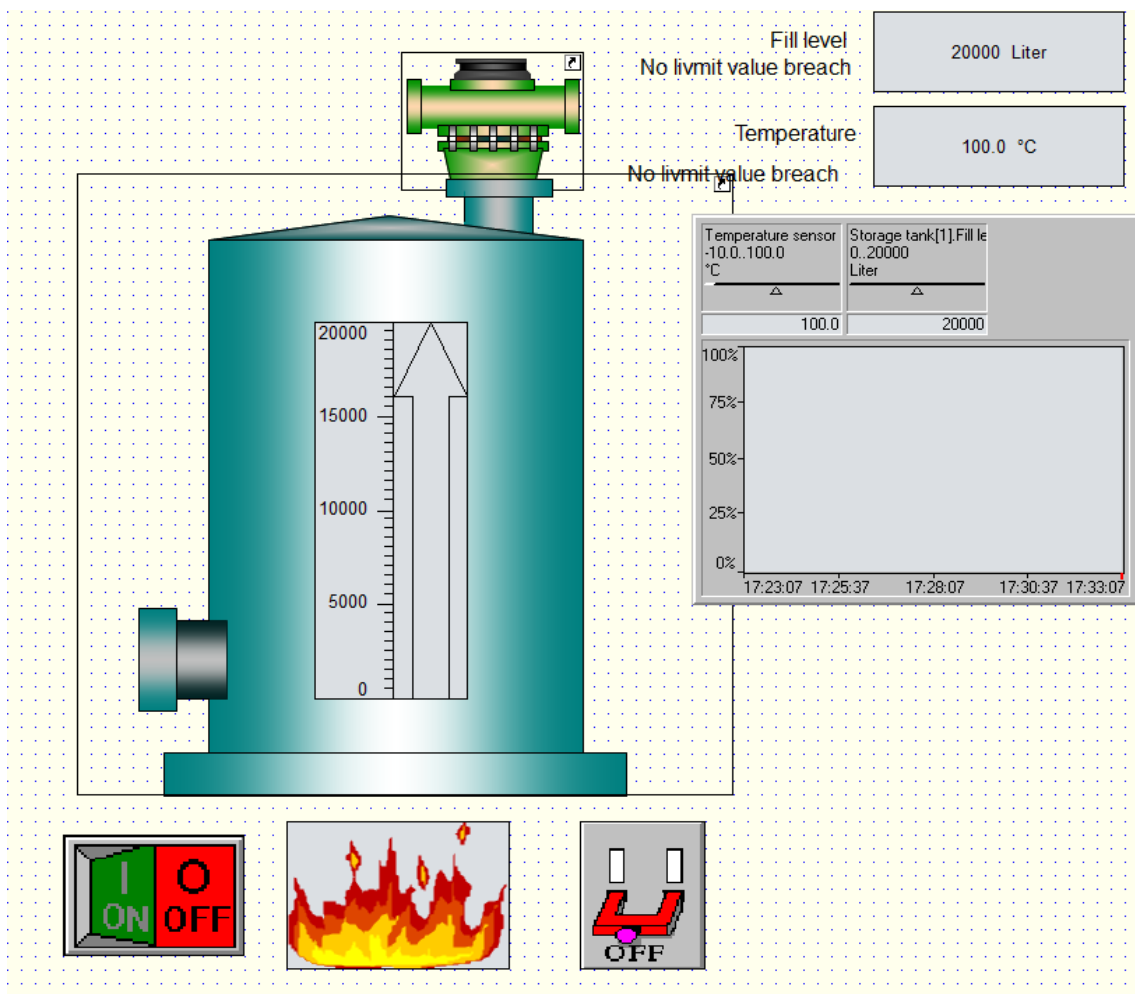 Fill level
No livmit value breach
20000 Liter
Temperature
No livmit value breach
100.0 °C
Temperature sensor
-10.0..100.0
°C
100.0
Storage tank[1].Fill le
0..20000
Liter
20000
100%
75%
50%
25%
0%
17:23:07 17:25:37 17:28:07 17:30:37 17:33:07
20000
15000
10000
5000
0
I
ON
O
OFF
OFF